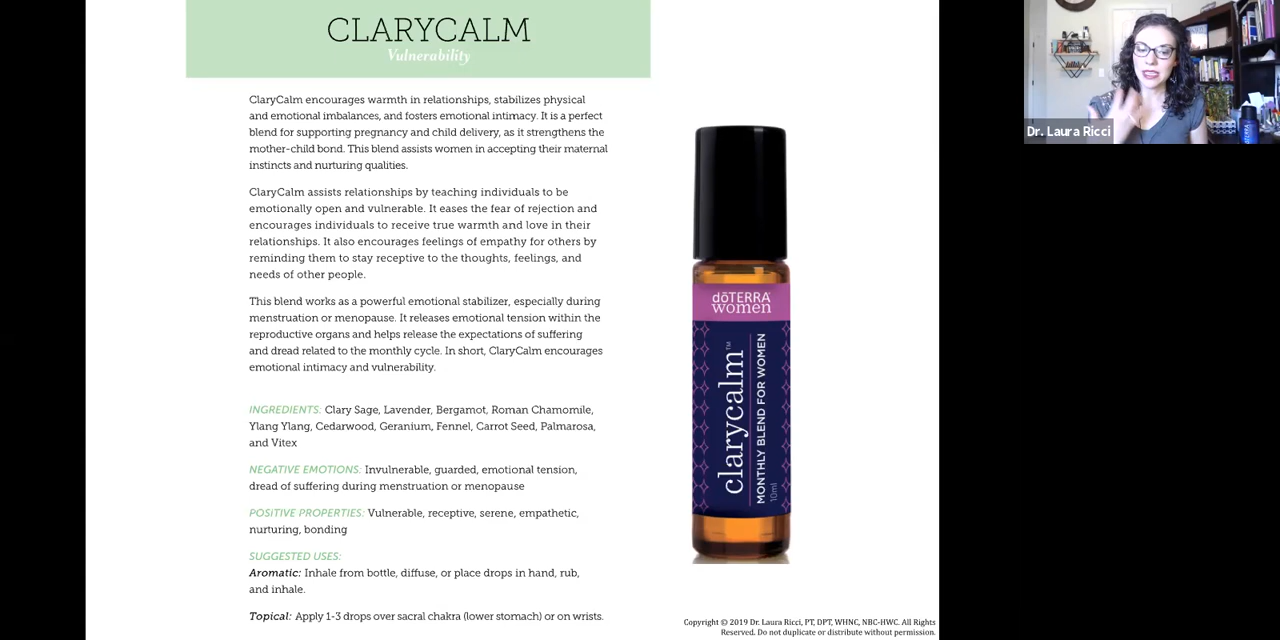 CLARYCALM
Vulnerability
ClaryCalm encourages warmth in relationships, stabilizes physical
and emotional imbalances, and fosters emotional intimacy. It is a perfect
blend for supporting pregnancy and child delivery, as it strengthens the
mother-child bond. This blend assists women in accepting their maternal
instincts and nurturing qualities.
ClaryCalm assists relationships by teaching individuals to be
emotionally open and vulnerable. It eases the fear of rejection and
encourages individuals to receive true warmth and love in their
relationships. It also encourages feelings of empathy for others by
reminding them to stay receptive to the thoughts, feelings, and
needs of other people.
This blend works as a powerful emotional stabilizer, especially during
menstruation or menopause. It releases emotional tension within the
reproductive organs and helps release the expectations of suffering
and dread related to the monthly cycle. In short, ClaryCalm encourages
emotional intimacy and vulnerability.
INGREDIENTS: Clary Sage, Lavender, Bergamot, Roman Chamomile,
Ylang Ylang, Cedarwood, Geranium, Fennel, Carrot Seed, Palmarosa,
and Vitex
NEGATIVE EMOTIONS: Invulnerable, guarded, emotional tension,
dread of suffering during menstruation or menopause
POSITIVE PROPERTIES: Vulnerable, receptive, serene, empathetic,
nurturing, bonding
SUGGESTED USES:
Aromatic: Inhale from bottle, diffuse, or place drops in hand, rub,
and inhale.
Topical: Apply 1-3 drops over sacral chakra (lower stomach) or on wrists.
dōTERRA
women
clarycalm™
MONTHLY BLEND FOR WOMEN
10ml
Copyright © 2019 Dr. Laura Ricci, PT, DPT, WHNC, NBC-HWC. All Rights
Reserved. Do not duplicate or distribute without permission.
Dr. Laura Ricci